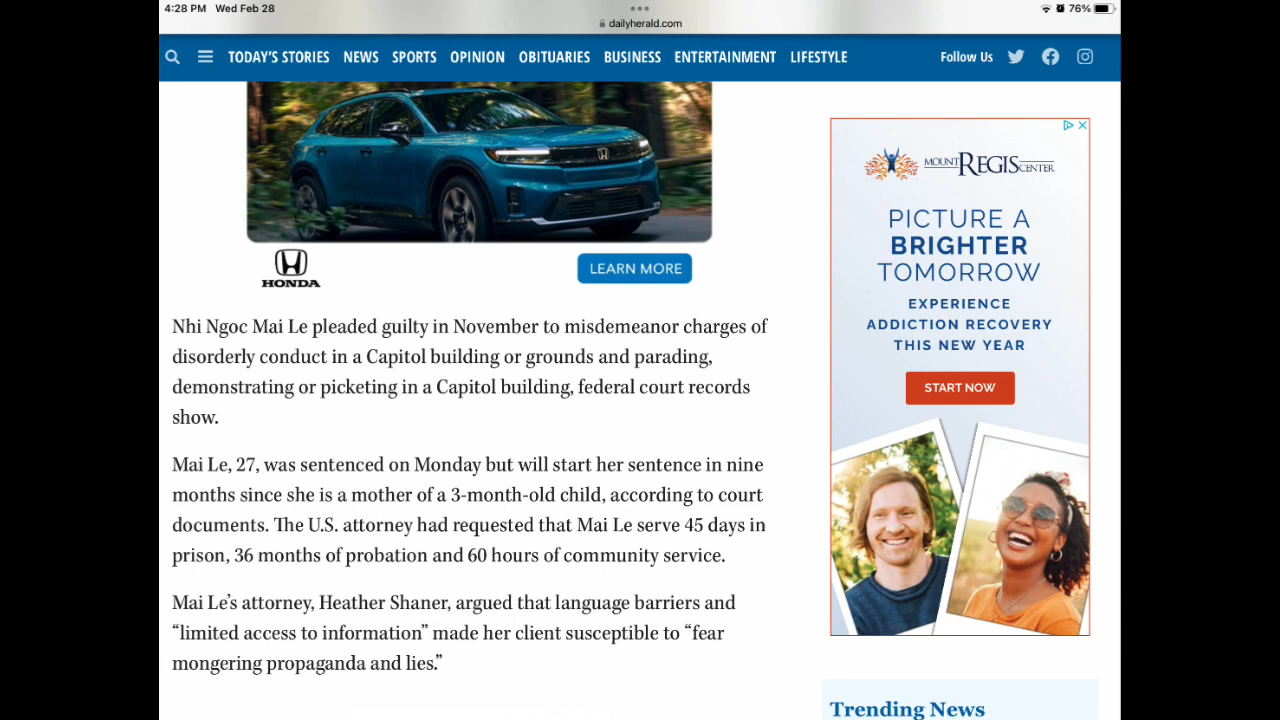 4:28 PM Wed Feb 28
76%
dailyherald.com
TODAY'S STORIES NEWS SPORTS OPINION OBITUARIES BUSINESS ENTERTAINMENT LIFESTYLE Follow Us
HONDA
LEARN MORE
Nhi Ngoc Mai Le pleaded guilty in November to misdemeanor charges of
disorderly conduct in a Capitol building or grounds and parading,
demonstrating or picketing in a Capitol building, federal court records
show.
Mai Le, 27, was sentenced on Monday but will start her sentence in nine
months since she is a mother of a 3-month-old child, according to court
documents. The U.S. attorney had requested that Mai Le serve 45 days in
prison, 36 months of probation and 60 hours of community service.
Mai Le’s attorney, Heather Shaner, argued that language barriers and
“limited access to information” made her client susceptible to “fear
mongering propaganda and lies.”
MOUNT REGIS CENTER
PICTURE A
BRIGHTER
TOMORROW
EXPERIENCE
ADDICTION RECOVERY
THIS NEW YEAR
START NOW
Trending News